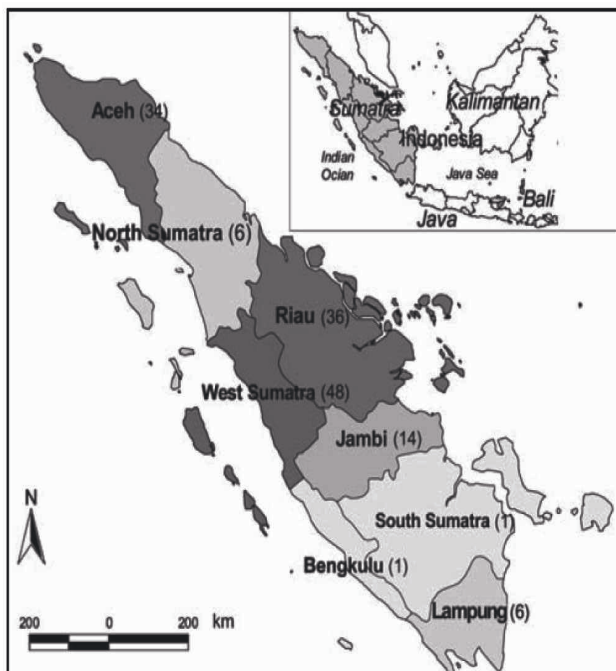 Aceh (34)
North Sumatra (6)
Riau (36)
West Sumatra (48)
Jambi (14)
South Sumatra (1)
Bengkulu (1)
Lampung (6)
N
200 0 200 km
Sumatra
Kalimantan
Indonesia
Indian
Ocian
Java Sea
Bali
Java